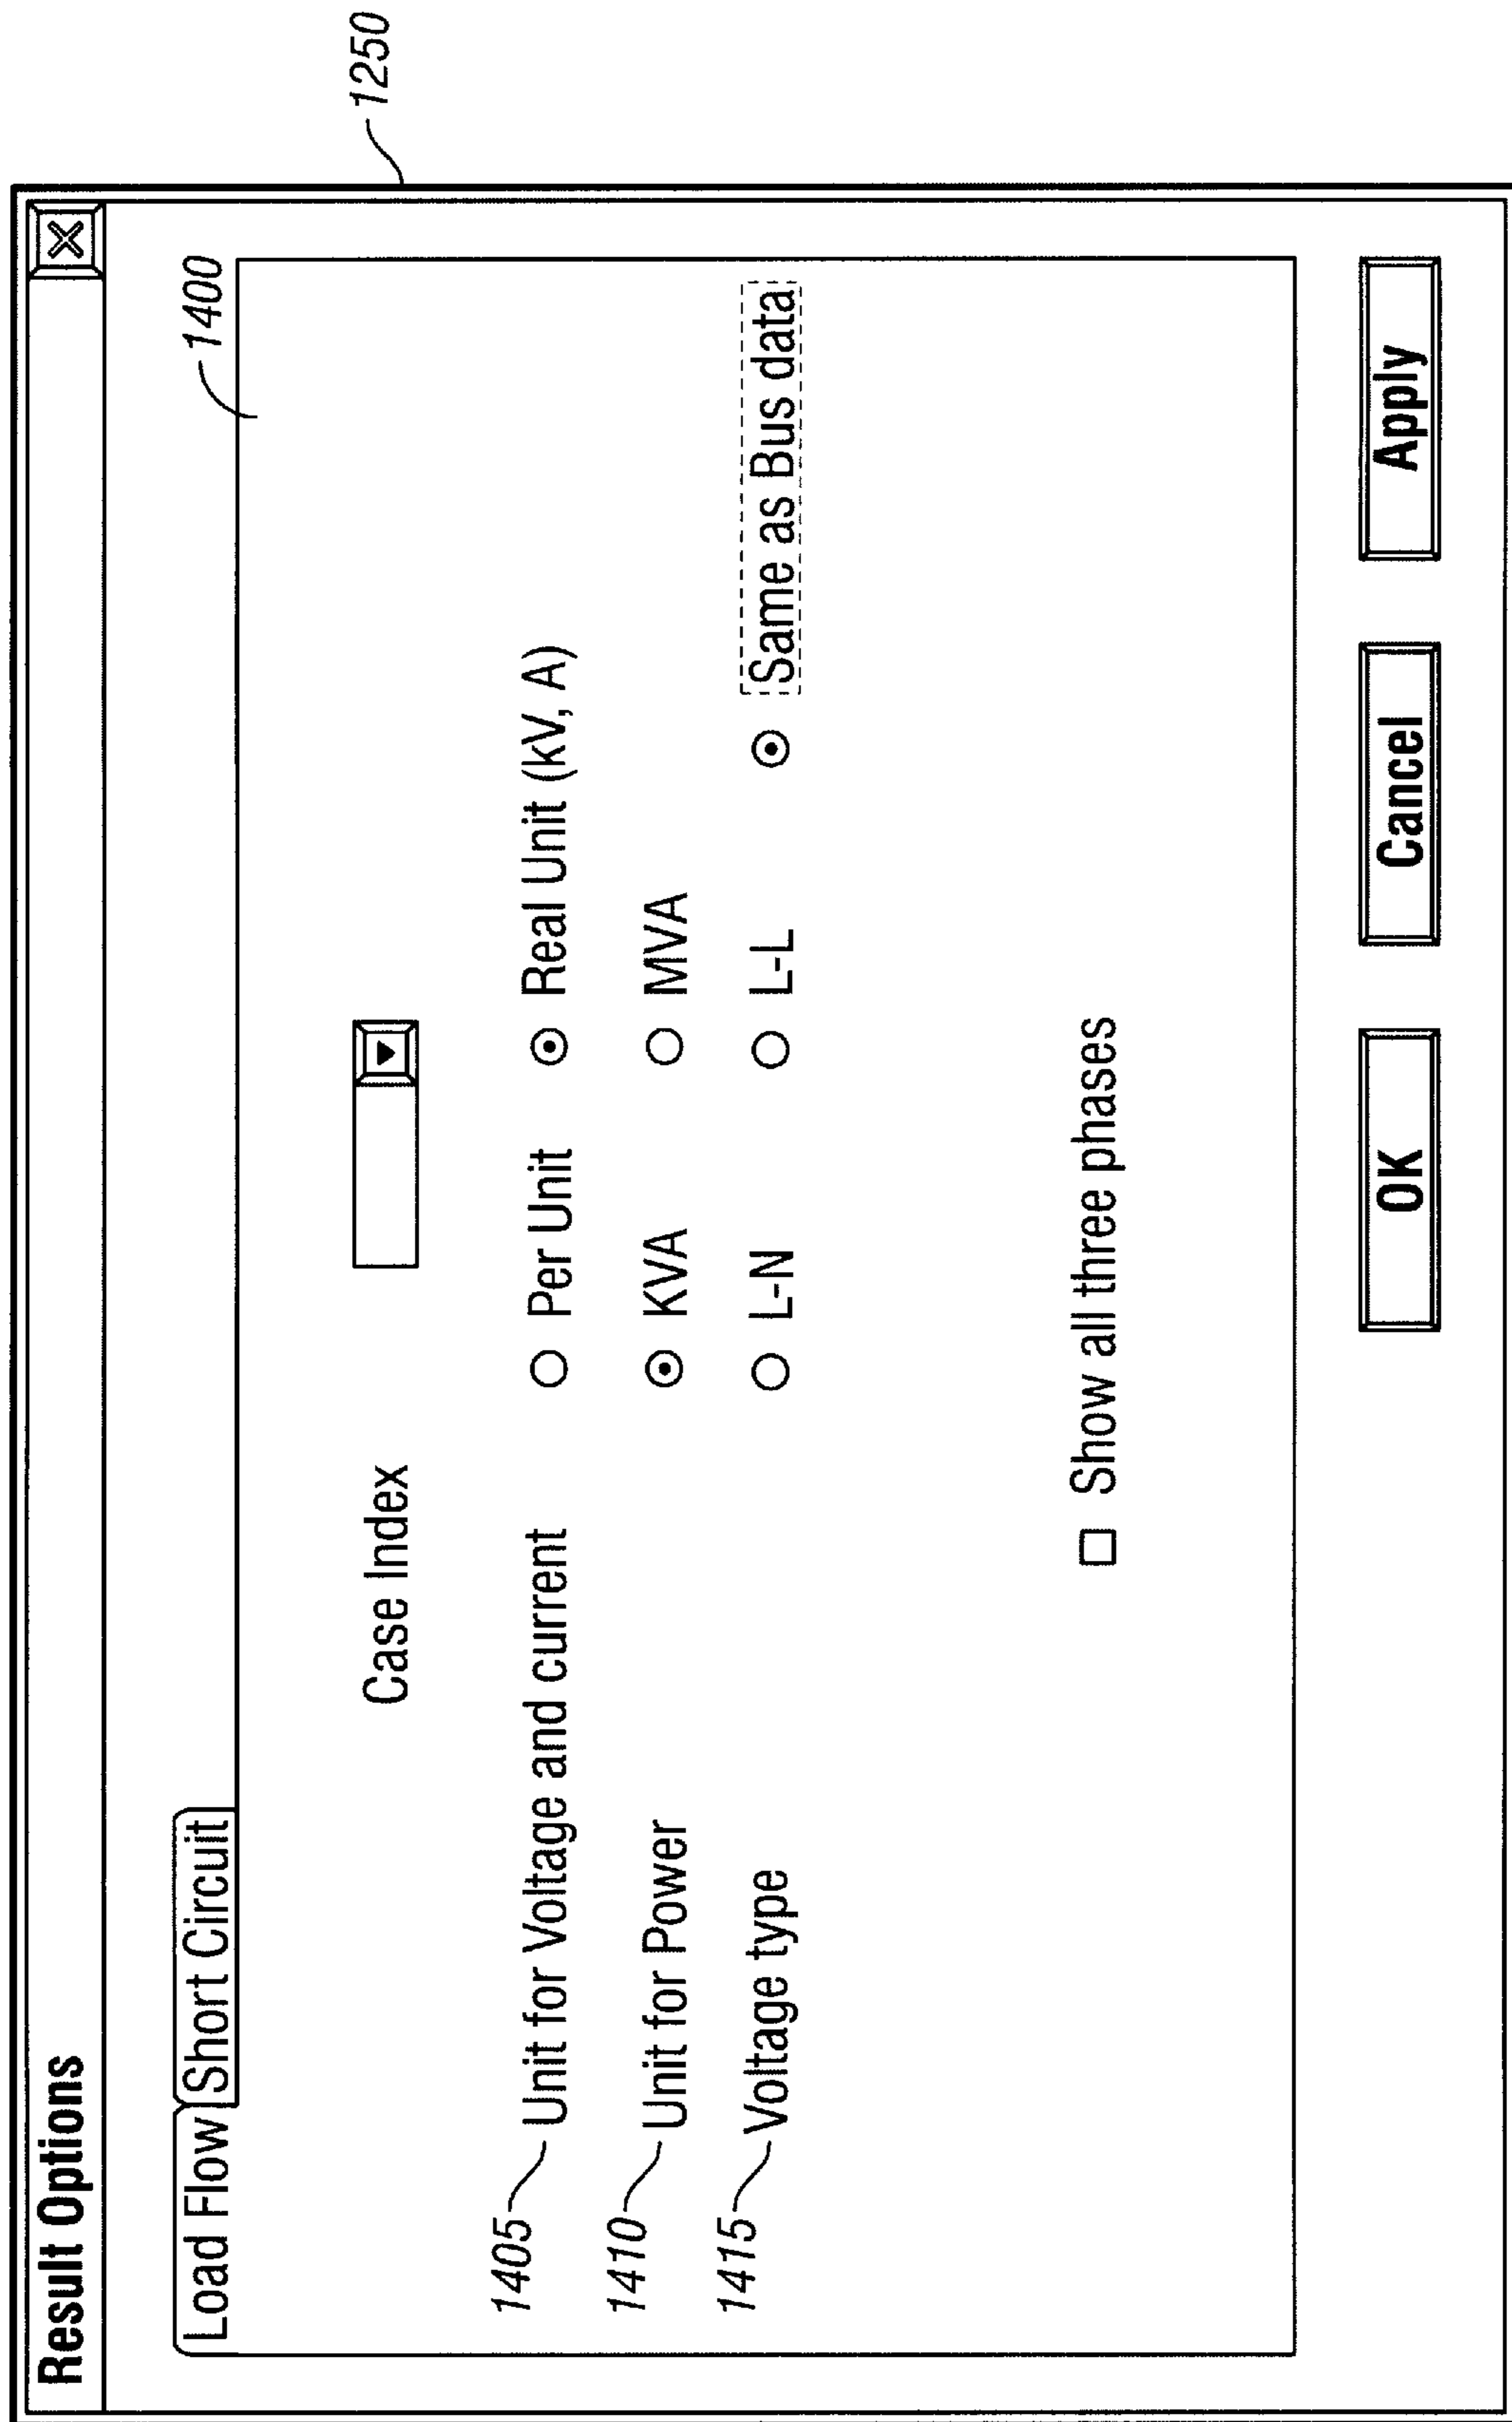 Result Options
1250
Load Flow Short Circuit
1400
Case Index
1405 Unit for Voltage and current Per Unit Real Unit (kV, A)
1410 Unit for Power KVA MVA
1415 Voltage type L-N L-L Same as Bus data
Show all three phases
OK Cancel Apply